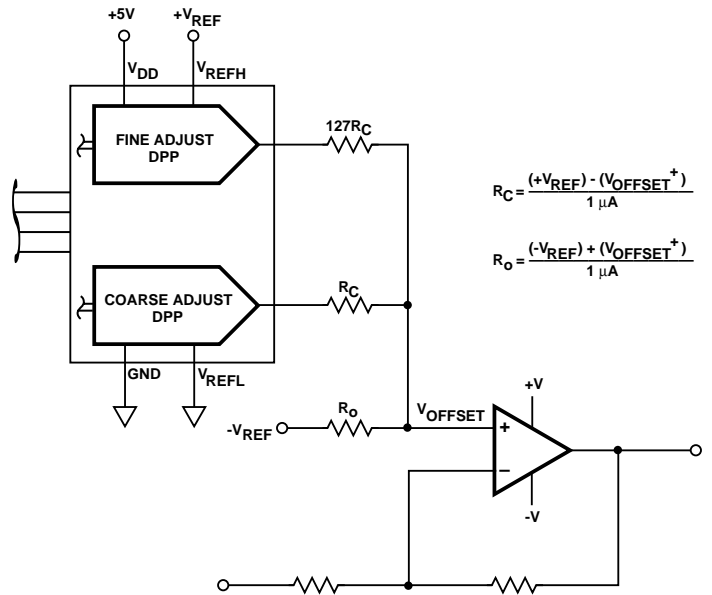 +5V
+VREF
VDD
VREFH
FINE ADJUST
DPP
127RC
RC = (+VREF) - (VOFFSET+)
1 μA
Ro = (-VREF) + (VOFFSET+)
1 μA
COARSE ADJUST
DPP
RC
GND
VREFL
-VREF
Ro
VOFFSET
+V
+
−
-V